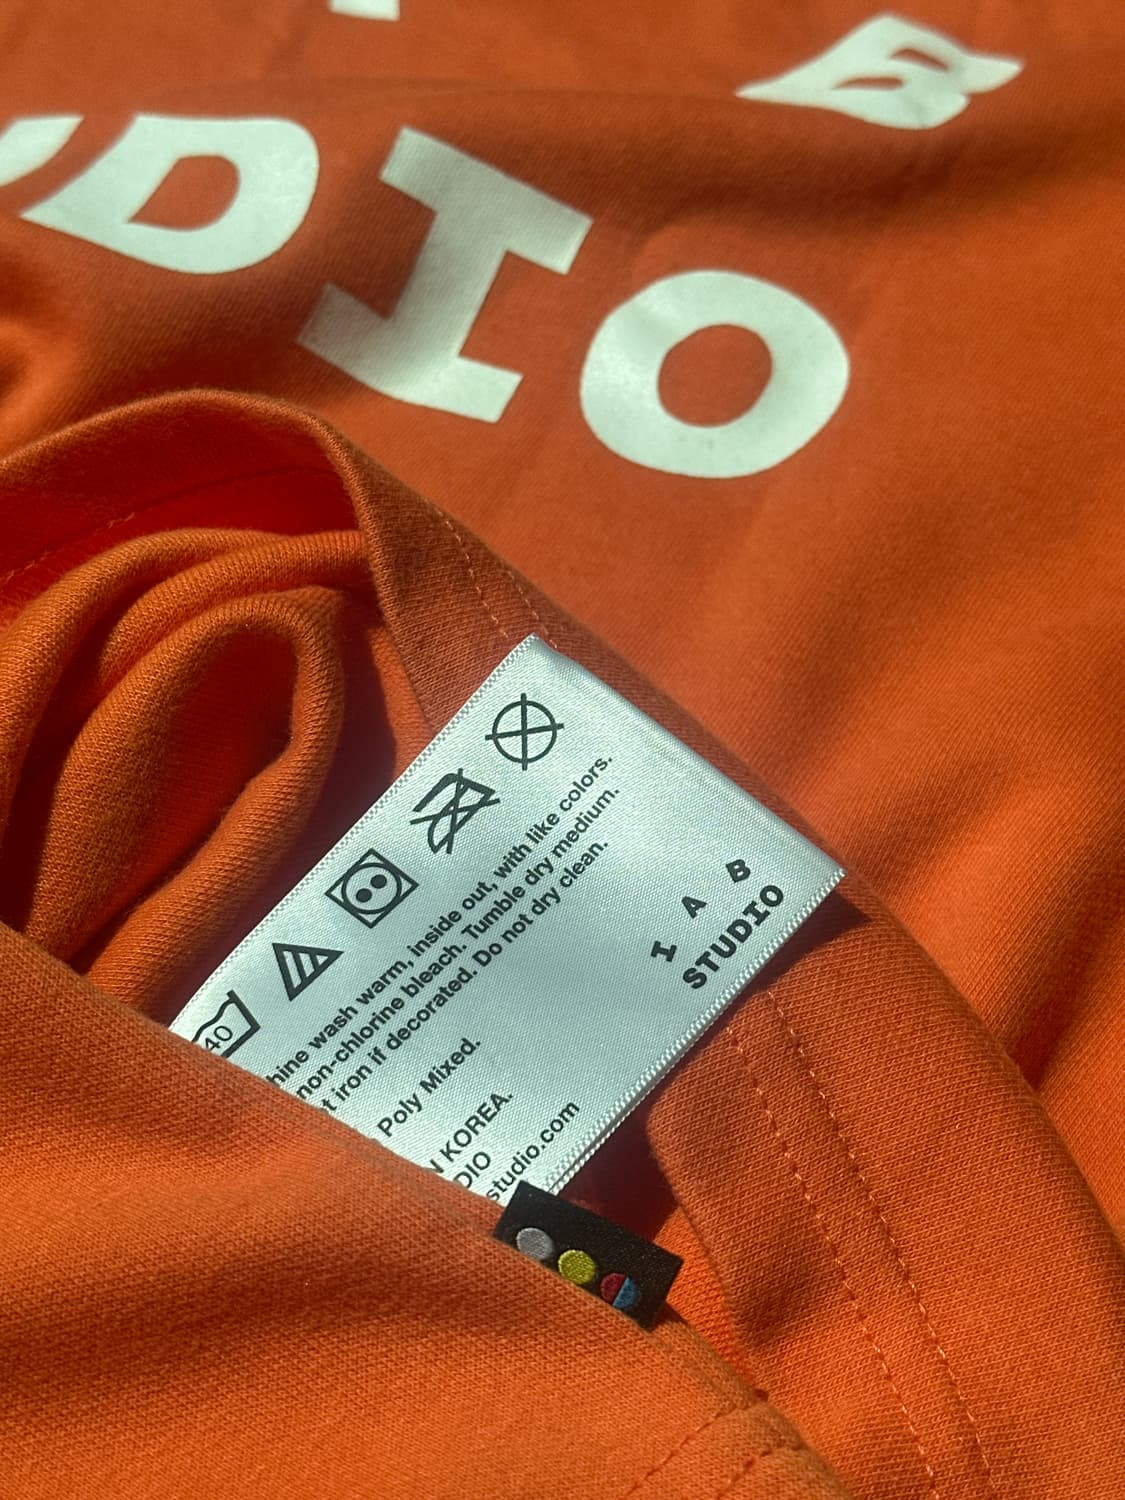 B
DIO
40
hine wash warm, inside out, with like colors.
non-chlorine bleach. Tumble dry medium.
t iron if decorated. Do not dry clean.
Poly Mixed.
N KOREA.
DIO
studio.com
I A B
STUDIO